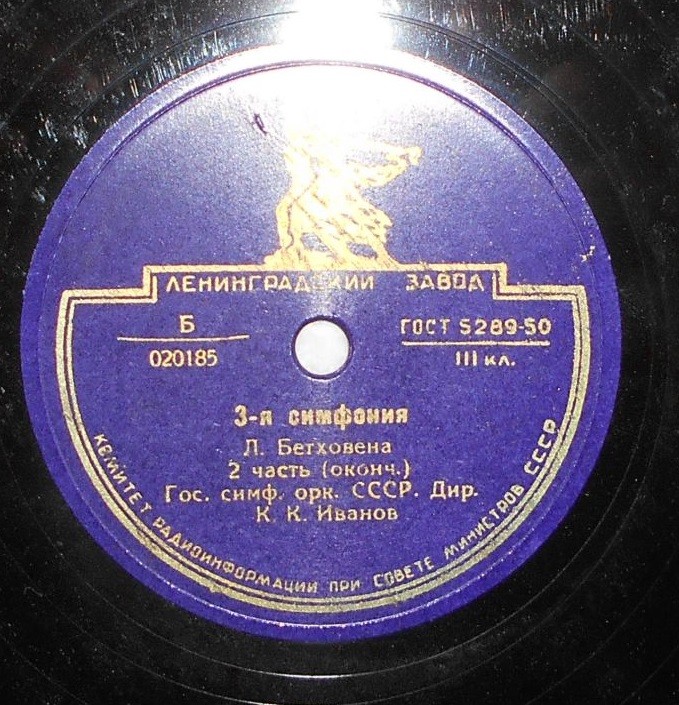 ЛЕНИНГРАДСКИЙ ЗАВОД
Б
020185
ГОСТ 5289-50
III кл.
3-я симфония
Л. Бетховена
2 часть (оконч.)
Гос. симф. орк. СССР. Дир.
К. К. Иванов
КОМИТЕТ РАДИОИНФОРМАЦИИ ПРИ СОВЕТЕ МИНИСТРОВ СССР